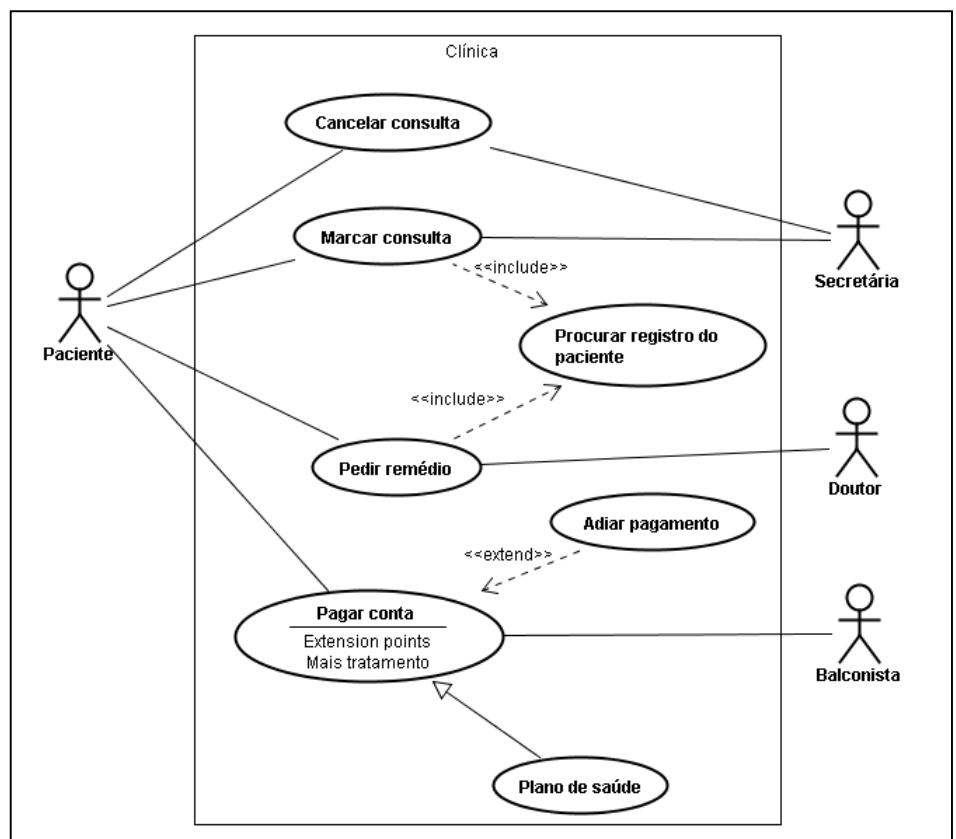 Clínica
Cancelar consulta
Marcar consulta
<<include>>
Secretária
Procurar registro do
paciente
Paciente
<<include>>
Pedir remédio
Doutor
Adiar pagamento
<<extend>>
Pagar conta
Extension points
Mais tratamento
Balconista
Plano de saúde